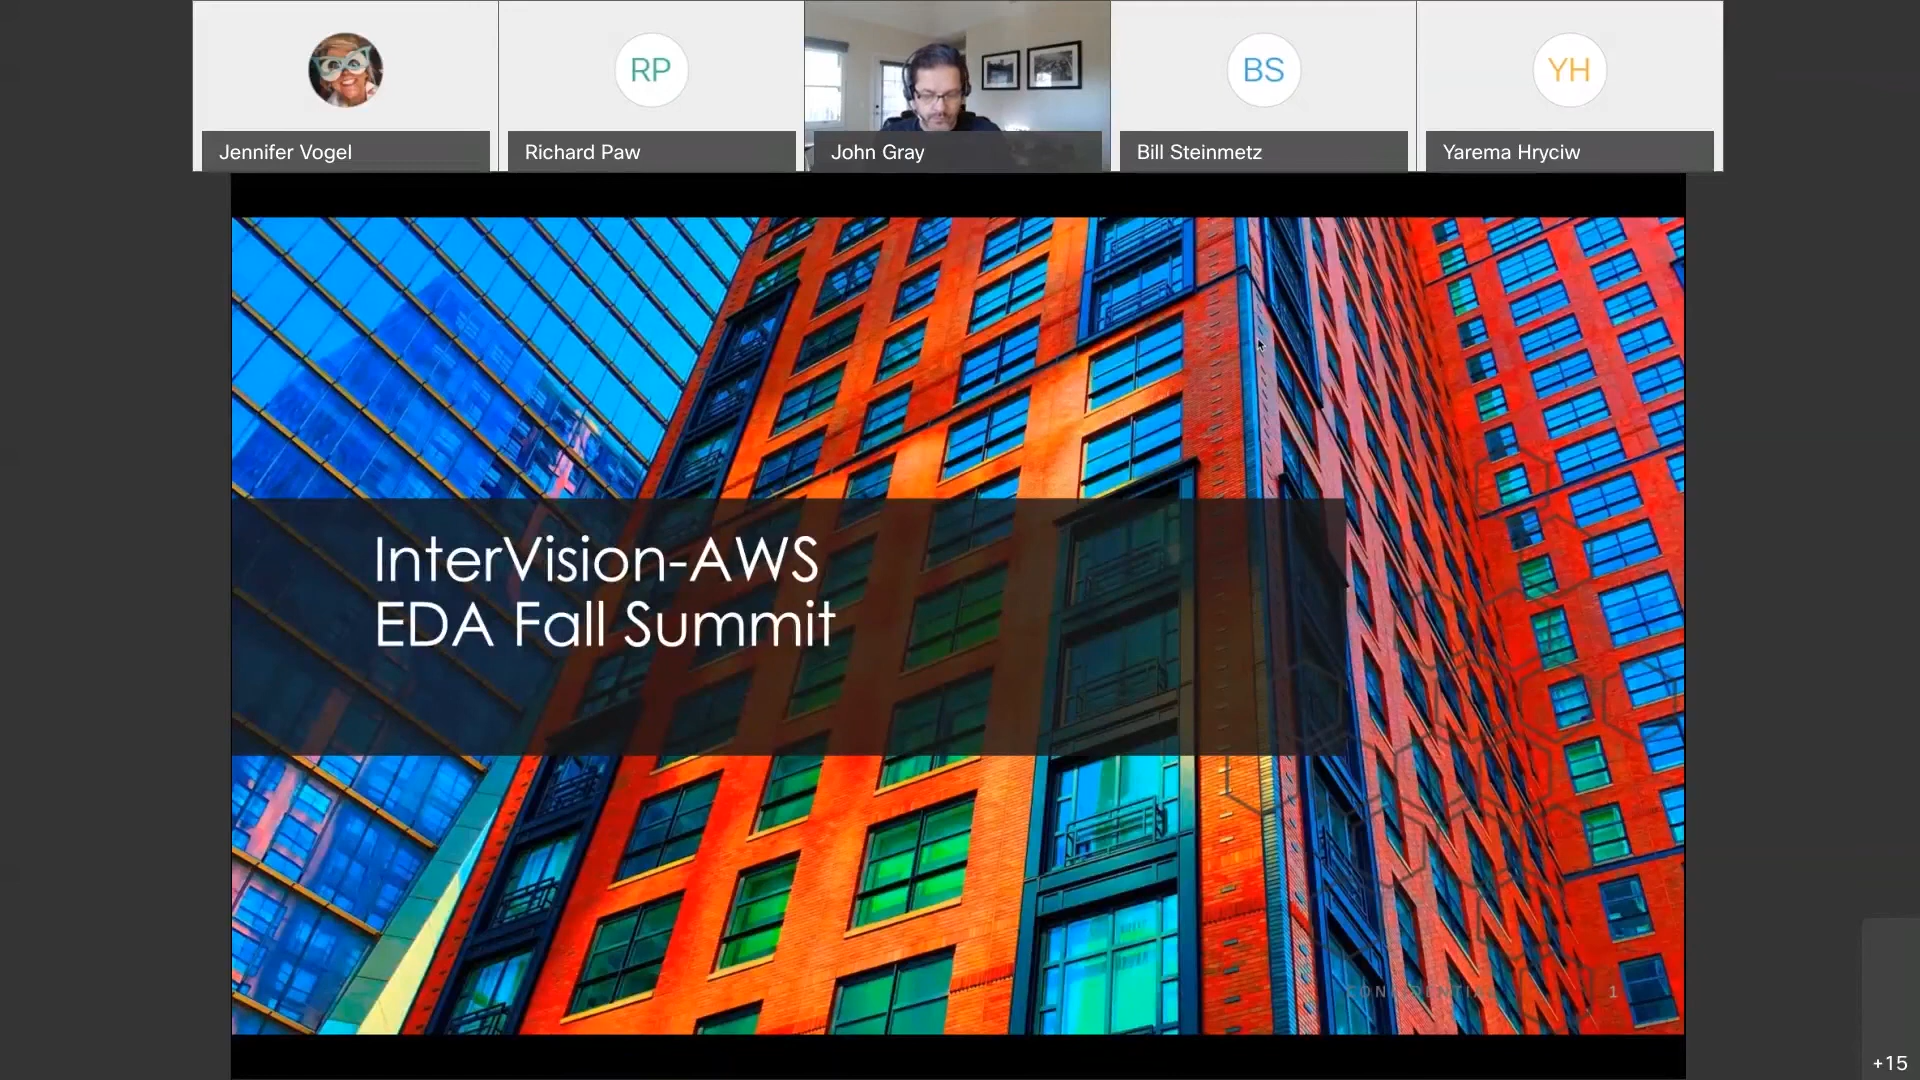 RP
BS
YH
Jennifer Vogel
Richard Paw
John Gray
Bill Steinmetz
Yarema Hryciw
InterVision-AWS
EDA Fall Summit
CONFIDENTIAL
1
+15